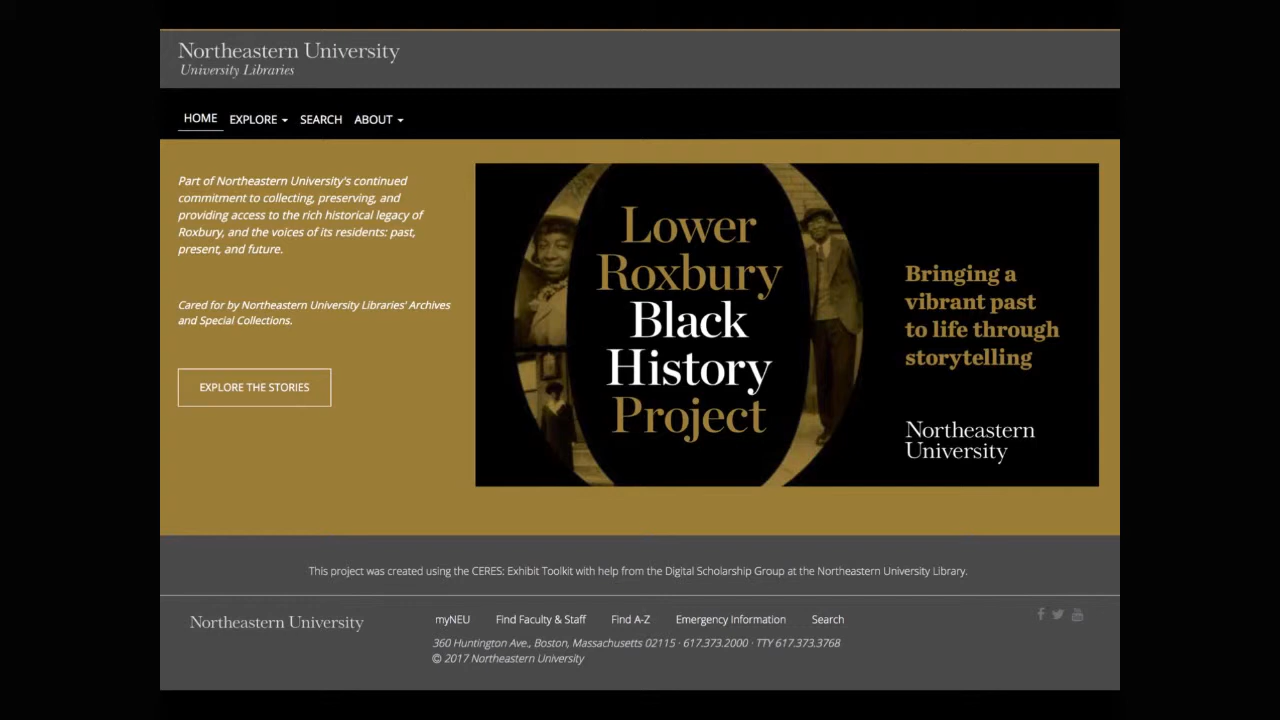 Northeastern University
University Libraries
HOME EXPLORE SEARCH ABOUT
Part of Northeastern University's continued
commitment to collecting, preserving, and
providing access to the rich historical legacy of
Roxbury, and the voices of its residents: past,
present, and future.
Cared for by Northeastern University Libraries' Archives
and Special Collections.
EXPLORE THE STORIES
Lower
Roxbury
Black
History
Project
Bringing a
vibrant past
to life through
storytelling
Northeastern
University
This project was created using the CERES: Exhibit Toolkit with help from the Digital Scholarship Group at the Northeastern University Library.
Northeastern University
myNEU Find Faculty & Staff Find A-Z Emergency Information Search
360 Huntington Ave., Boston, Massachusetts 02115 · 617.373.2000 · TTY 617.373.3768
© 2017 Northeastern University